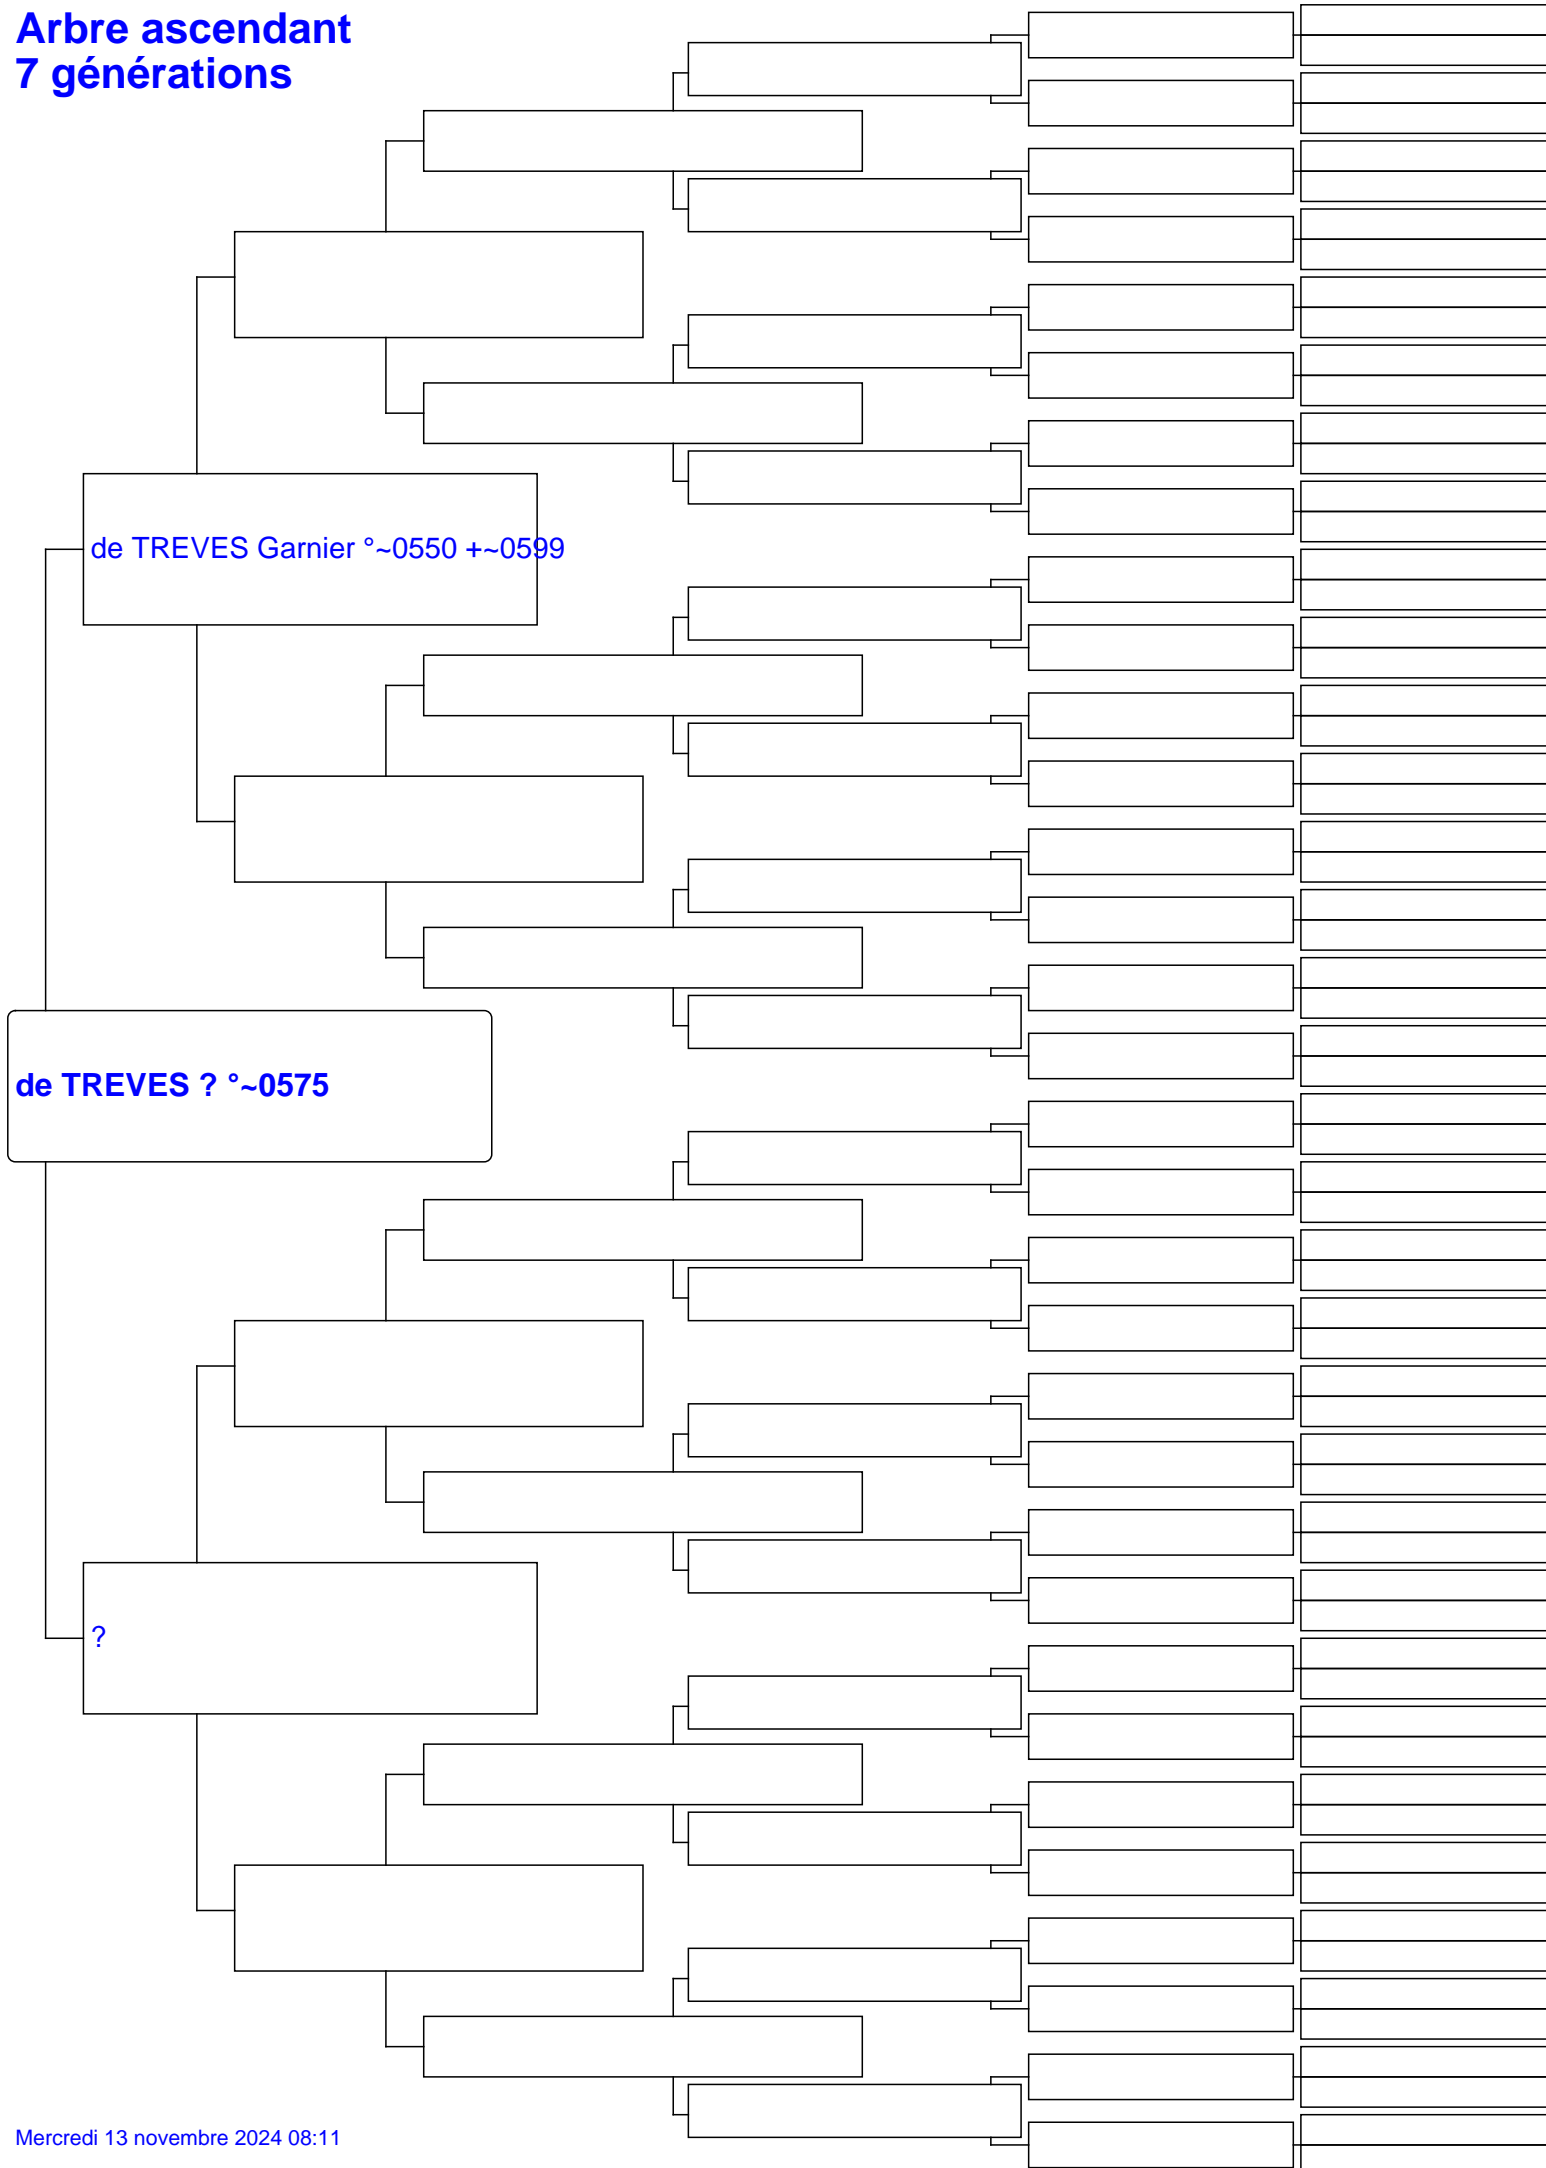 Arbre ascendant
7 générations
de TREVES Garnier °~0550 +~0599
de TREVES ? °~0575
?
Mercredi 13 novembre 2024 08:11